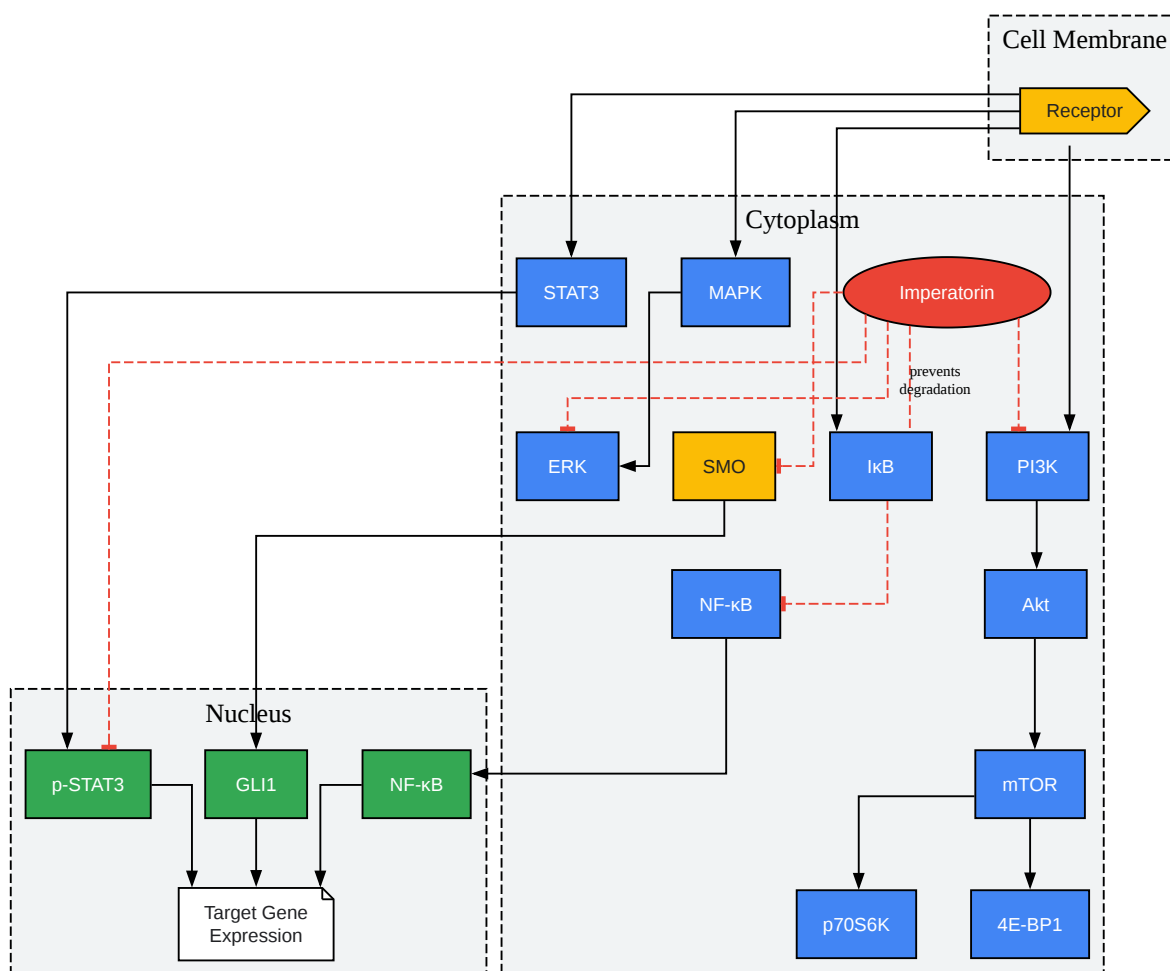 Cell Membrane
Receptor
Cytoplasm
STAT3
MAPK
Imperatorin
prevents
degradation
ERK
SMO
IκB
PI3K
NF-κB
Akt
Nucleus
p-STAT3
GLI1
NF-κB
mTOR
Target Gene
Expression
p70S6K
4E-BP1